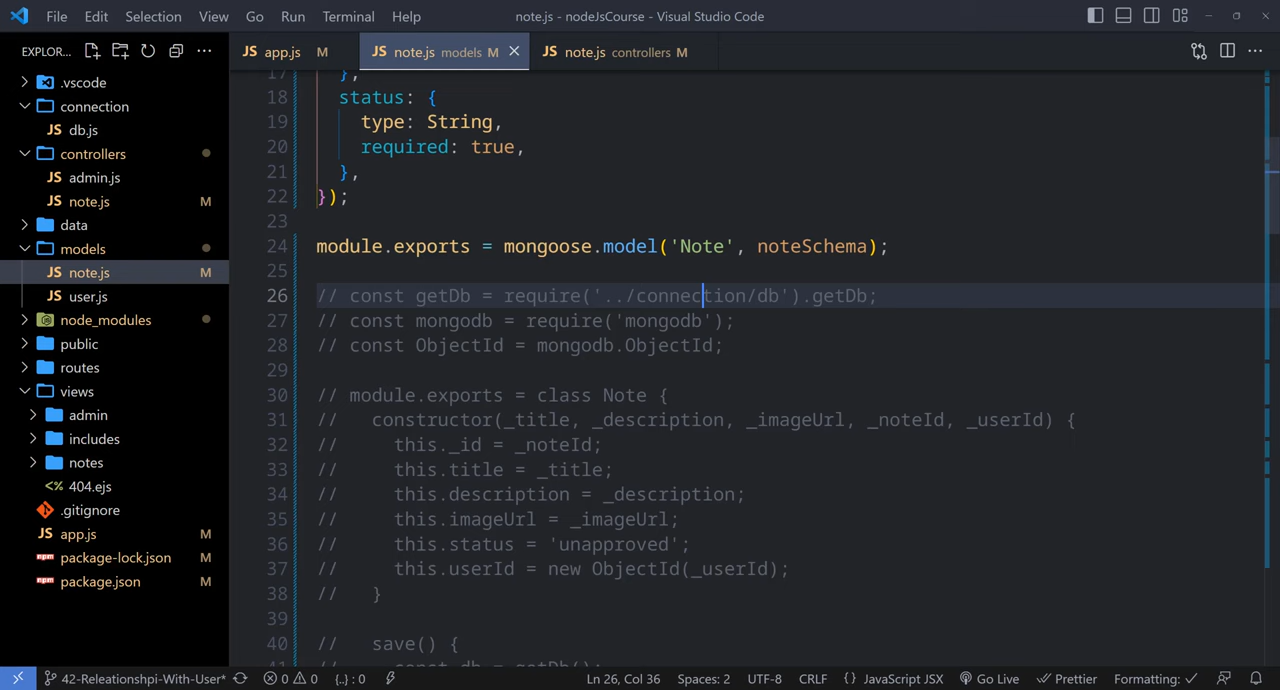 File Edit Selection View Go Run Terminal Help note.js - nodeJsCourse - Visual Studio Code
EXPLOR... ···
JS app.js M JS note.js models M JS note.js controllers M
.vscode
connection
JS db.js
controllers
JS admin.js
JS note.js M
data
models
JS note.js M
JS user.js
node_modules
public
routes
views
admin
includes
notes
<% 404.ejs
.gitignore
JS app.js M
npm package-lock.json M
npm package.json M
17 },
18 status: {
19 type: String,
20 required: true,
21 },
22 });
23
24 module.exports = mongoose.model('Note', noteSchema);
25
26 // const getDb = require('../connection/db').getDb;
27 // const mongodb = require('mongodb');
28 // const ObjectId = mongodb.ObjectId;
29
30 // module.exports = class Note {
31 //   constructor(_title, _description, _imageUrl, _noteId, _userId) {
32 //     this._id = _noteId;
33 //     this.title = _title;
34 //     this.description = _description;
35 //     this.imageUrl = _imageUrl;
36 //     this.status = 'unapproved';
37 //     this.userId = new ObjectId(_userId);
38 //   }
39
40 //   save() {
41 //     const db = getDb();
42-Releationshpi-With-User* 0 0 {..} : 0 Ln 26, Col 36 Spaces: 2 UTF-8 CRLF {} JavaScript JSX Go Live Prettier Formatting: ✓